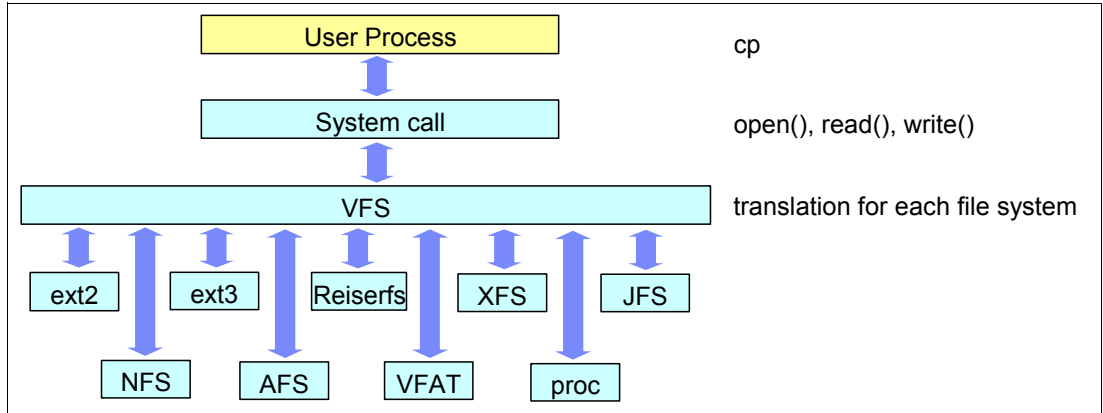 User Process
cp
System call
open(), read(), write()
VFS
translation for each file system
ext2
ext3
Reiserfs
XFS
JFS
NFS
AFS
VFAT
proc